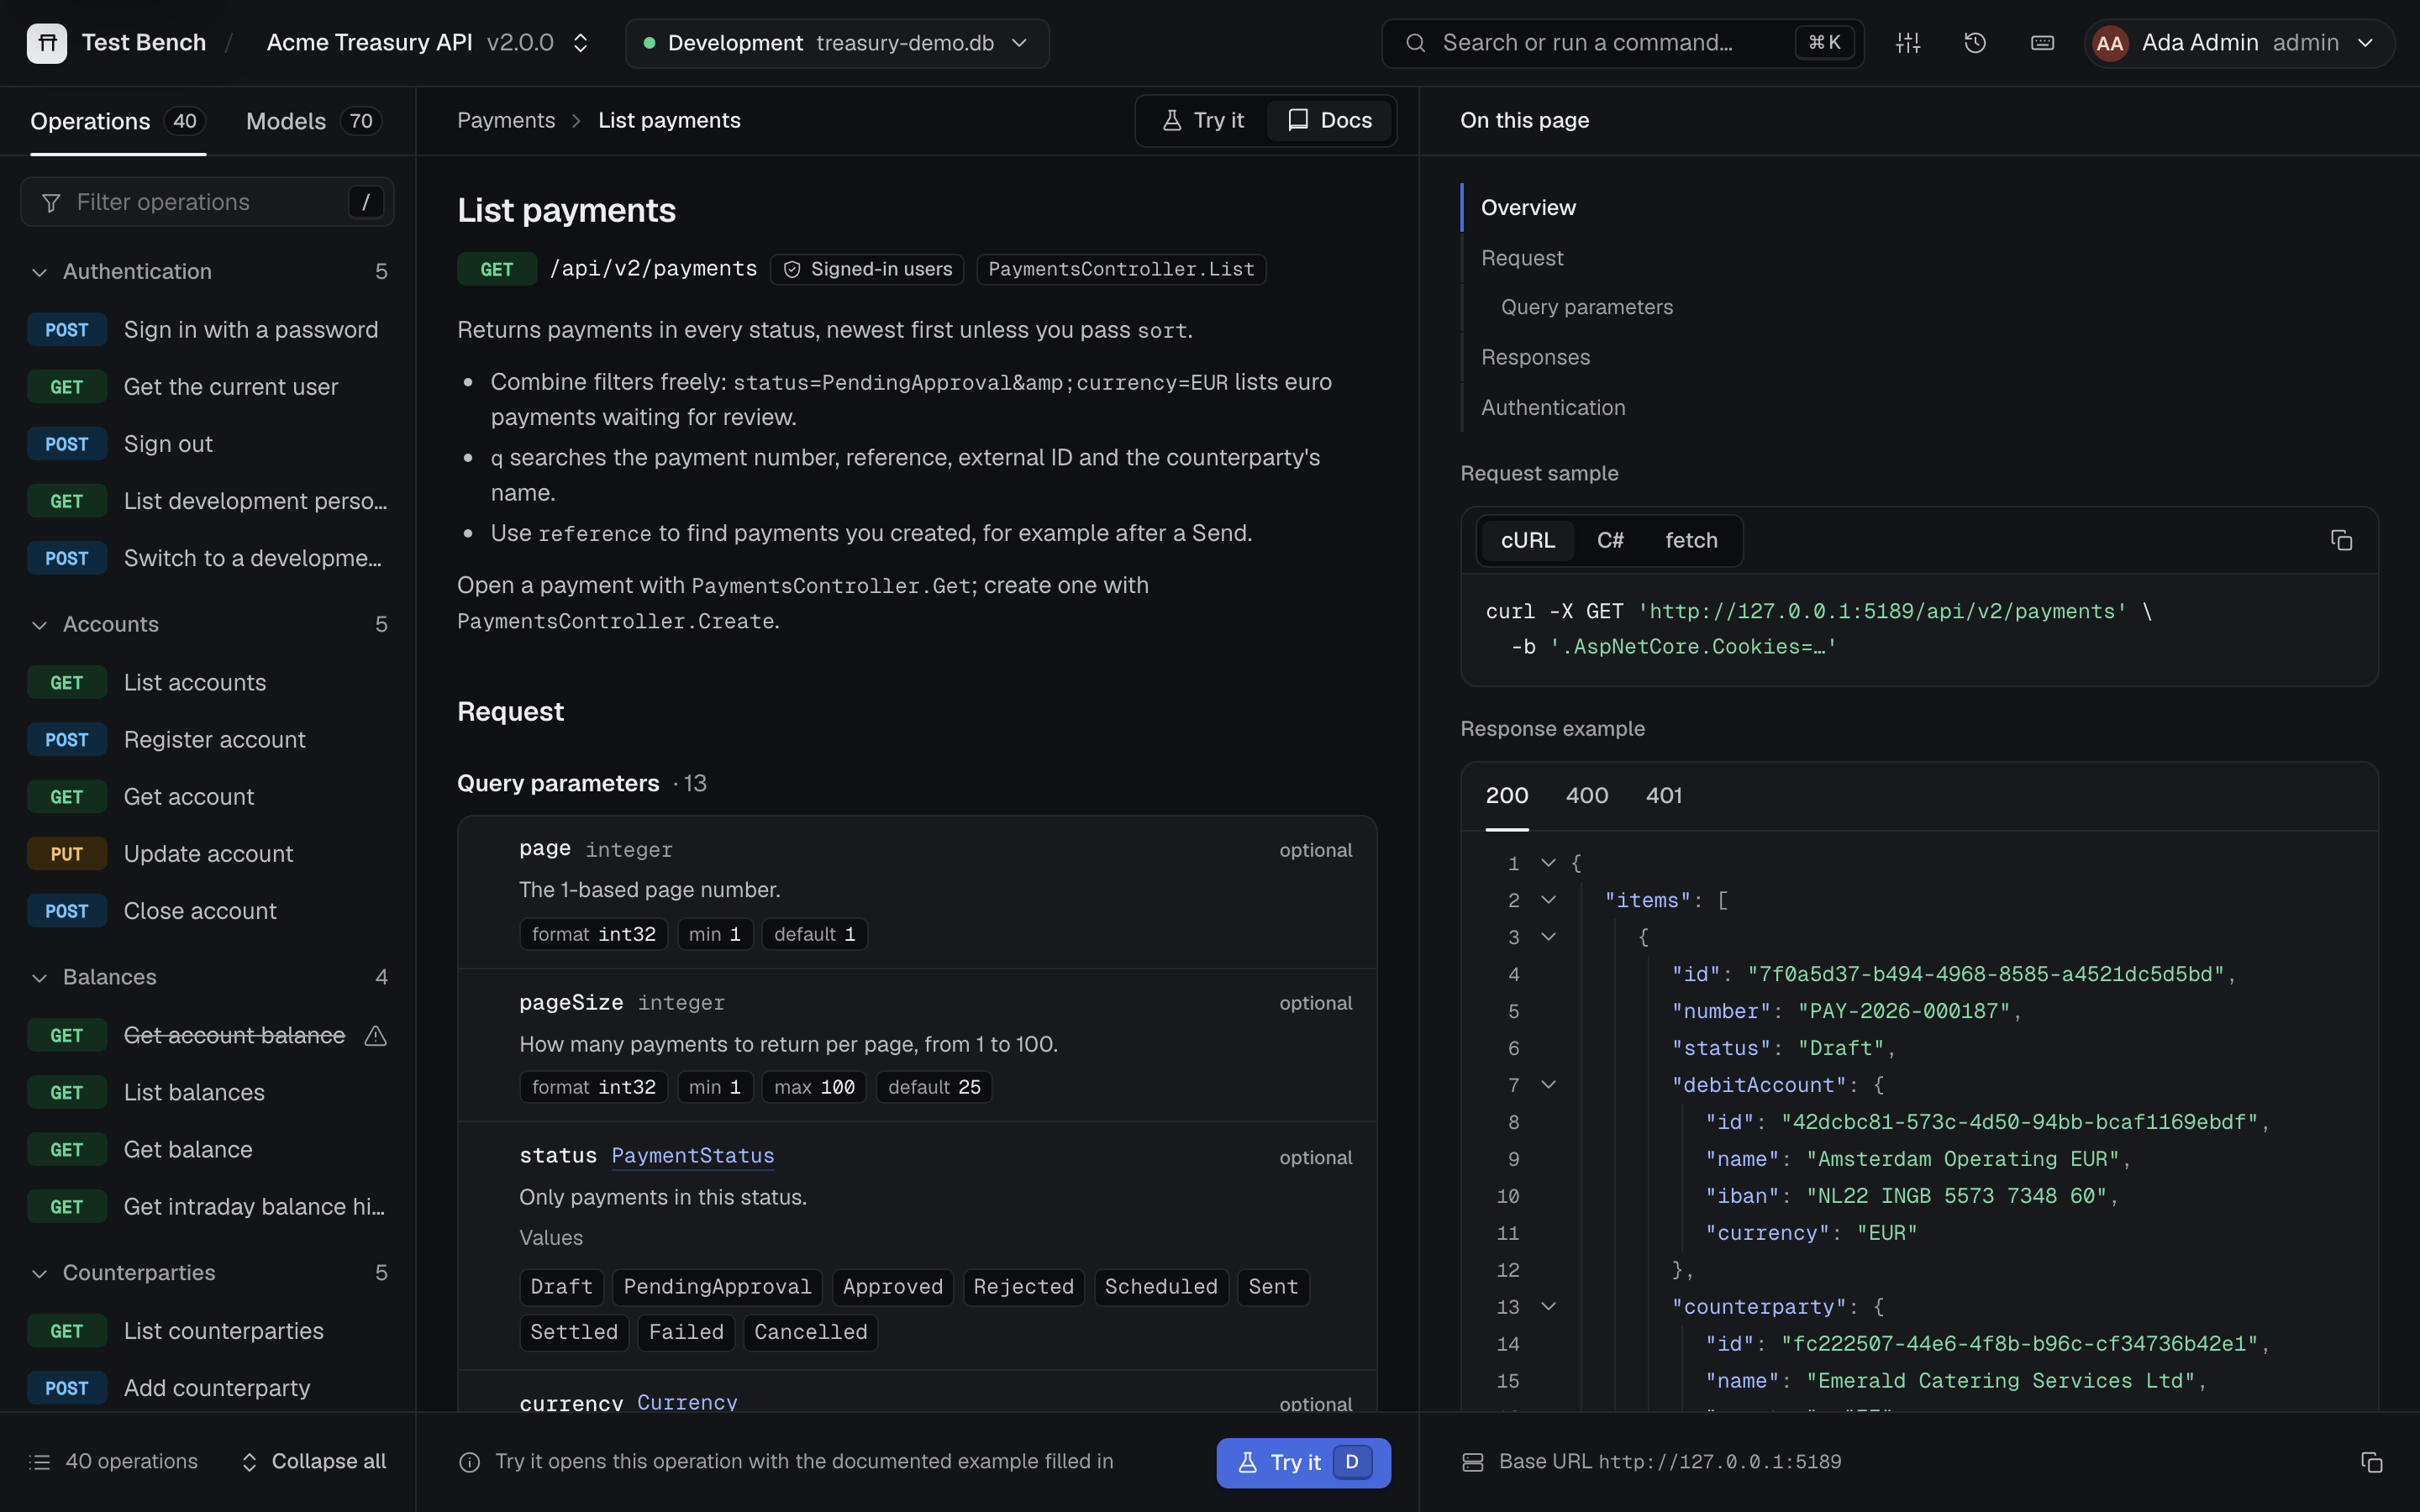 Test Bench / Acme Treasury API v2.0.0
Development treasury-demo.db
Search or run a command... ⌘K
AA Ada Admin admin
Operations 40 Models 70
Filter operations /
Authentication 5
POST Sign in with a password
GET Get the current user
POST Sign out
GET List development perso...
POST Switch to a developme...
Accounts 5
GET List accounts
POST Register account
GET Get account
PUT Update account
POST Close account
Balances 4
GET Get account balance
GET List balances
GET Get balance
GET Get intraday balance hi...
Counterparties 5
GET List counterparties
POST Add counterparty
40 operations Collapse all
Payments > List payments
Try it Docs
List payments
GET /api/v2/payments Signed-in users PaymentsController.List
Returns payments in every status, newest first unless you pass sort.
• Combine filters freely: status=PendingApproval&amp;currency=EUR lists euro
payments waiting for review.
• q searches the payment number, reference, external ID and the counterparty's
name.
• Use reference to find payments you created, for example after a Send.
Open a payment with PaymentsController.Get; create one with
PaymentsController.Create.
Request
Query parameters · 13
page integer optional
The 1-based page number.
format int32 min 1 default 1
pageSize integer optional
How many payments to return per page, from 1 to 100.
format int32 min 1 max 100 default 25
status PaymentStatus optional
Only payments in this status.
Values
Draft PendingApproval Approved Rejected Scheduled Sent
Settled Failed Cancelled
currency Currency optional
Try it opens this operation with the documented example filled in
Try it D
On this page
Overview
Request
Query parameters
Responses
Authentication
Request sample
cURL C# fetch
curl -X GET 'http://127.0.0.1:5189/api/v2/payments' \
-b '.AspNetCore.Cookies=…'
Response example
200 400 401
1 {
2 "items": [
3 {
4 "id": "7f0a5d37-b494-4968-8585-a4521dc5d5bd",
5 "number": "PAY-2026-000187",
6 "status": "Draft",
7 "debitAccount": {
8 "id": "42dcbc81-573c-4d50-94bb-bcaf1169ebdf",
9 "name": "Amsterdam Operating EUR",
10 "iban": "NL22 INGB 5573 7348 60",
11 "currency": "EUR"
12 },
13 "counterparty": {
14 "id": "fc222507-44e6-4f8b-b96c-cf34736b42e1",
15 "name": "Emerald Catering Services Ltd",
Base URL http://127.0.0.1:5189